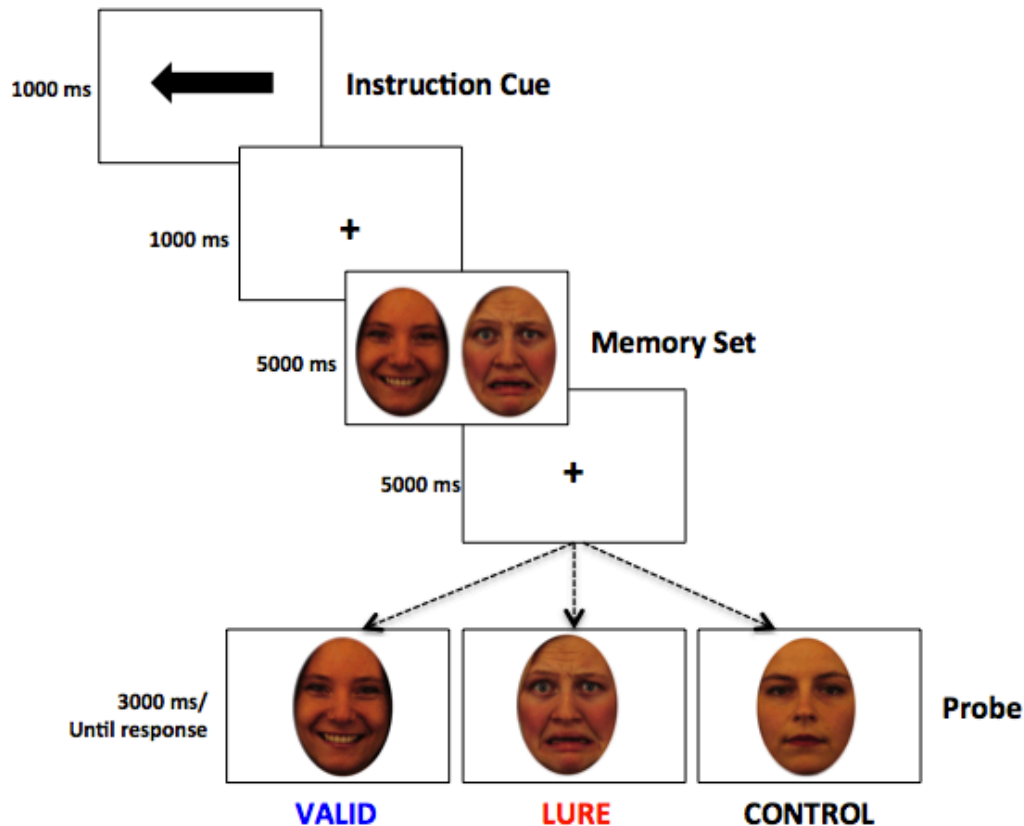 1000 ms
Instruction Cue
1000 ms
+
5000 ms
Memory Set
5000 ms
+
3000 ms/
Until response
Probe
VALID
LURE
CONTROL